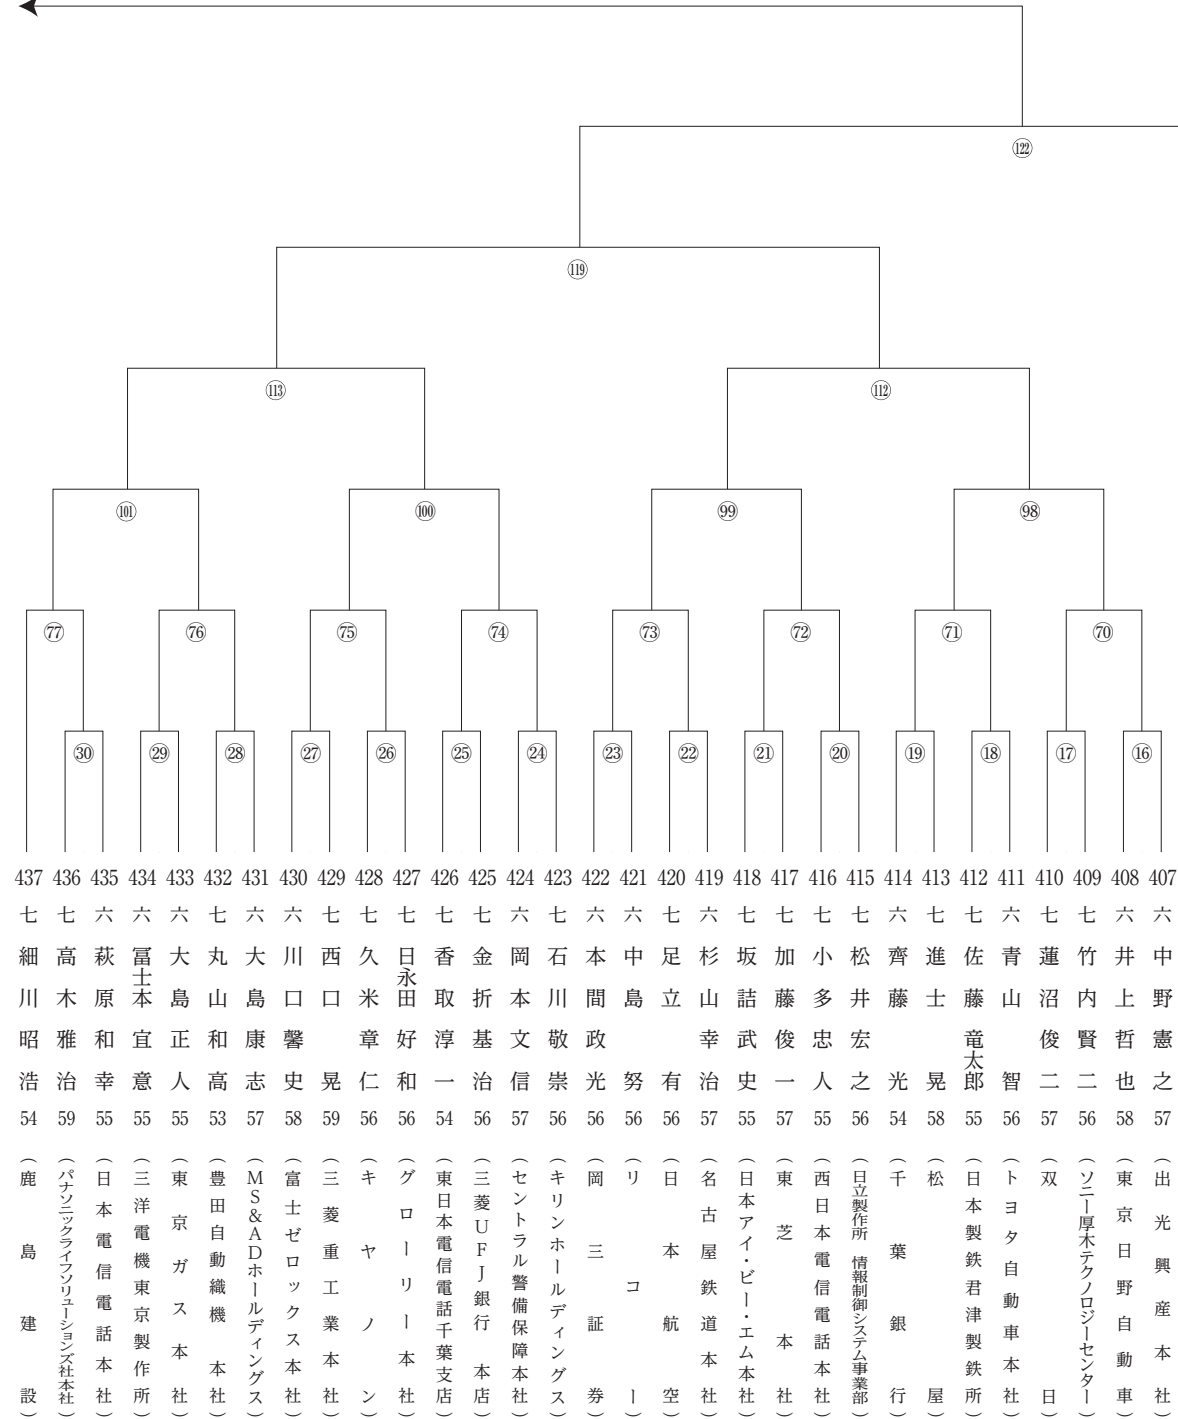 122
119
113
112
101
100
99
98
77
76
75
74
73
72
71
70
30
29
28
27
26
25
24
23
22
21
20
19
18
17
16
407 六 中野憲之 57 (出光興産本社)
408 六 井上哲也 58 (東京日野自動車)
409 七 竹内賢二 56 (ソニー厚木テクノロジーセンター)
410 七 蓮沼俊二 57 (双日)
411 六 青山智 56 (トヨタ自動車本社)
412 七 佐藤竜太郎 55 (日本製鉄君津製鉄所)
413 七 進士晃 58 (松屋)
414 六 齊藤光 54 (千葉銀行)
415 七 松井宏之 56 (日立製作所 情報制御システム事業部)
416 七 小多忠人 55 (西日本電信電話本社)
417 七 加藤俊一 57 (東芝本社)
418 七 坂詰武史 55 (日本アイ・ビー・エム本社)
419 六 杉山幸治 57 (名古屋鉄道本社)
420 七 足立有 56 (日本航空)
421 六 中島努 56 (リコー)
422 六 本間政光 56 (岡三証券)
423 七 石川敬崇 56 (キリンホールディングス)
424 六 岡本文信 57 (セントラル警備保障本社)
425 七 金折基治 56 (三菱UFJ銀行 本店)
426 七 香取淳一 54 (東日本電信電話千葉支店)
427 七 日永田好和 56 (グローリー本社)
428 七 久米章仁 56 (キヤノン)
429 七 西口晃 59 (三菱重工業本社)
430 六 川口馨史 58 (富士ゼロックス本社)
431 六 大島康志 57 (MS&ADホールディングス)
432 七 丸山和高 53 (豊田自動織機 本社)
433 六 大島正人 55 (東京ガス本社)
434 六 冨士本宜意 55 (三洋電機東京製作所)
435 六 萩原和幸 55 (日本電信電話本社)
436 七 高木雅治 59 (パナソニックライフソリューションズ社本社)
437 七 細川昭浩 54 (鹿島建設)